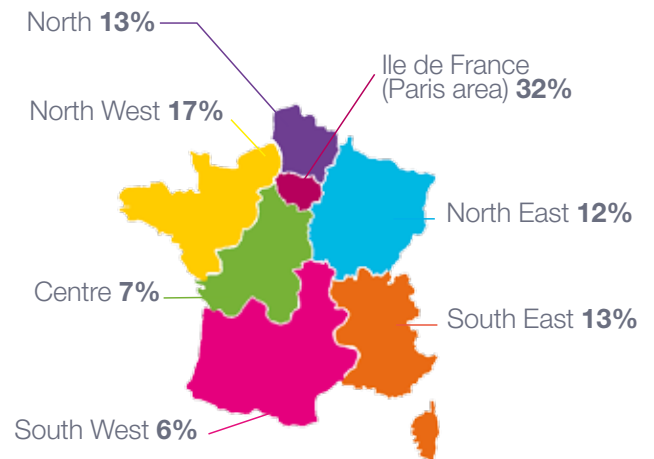 North 13%
Ile de France
(Paris area) 32%
North West 17%
North East 12%
Centre 7%
South East 13%
South West 6%